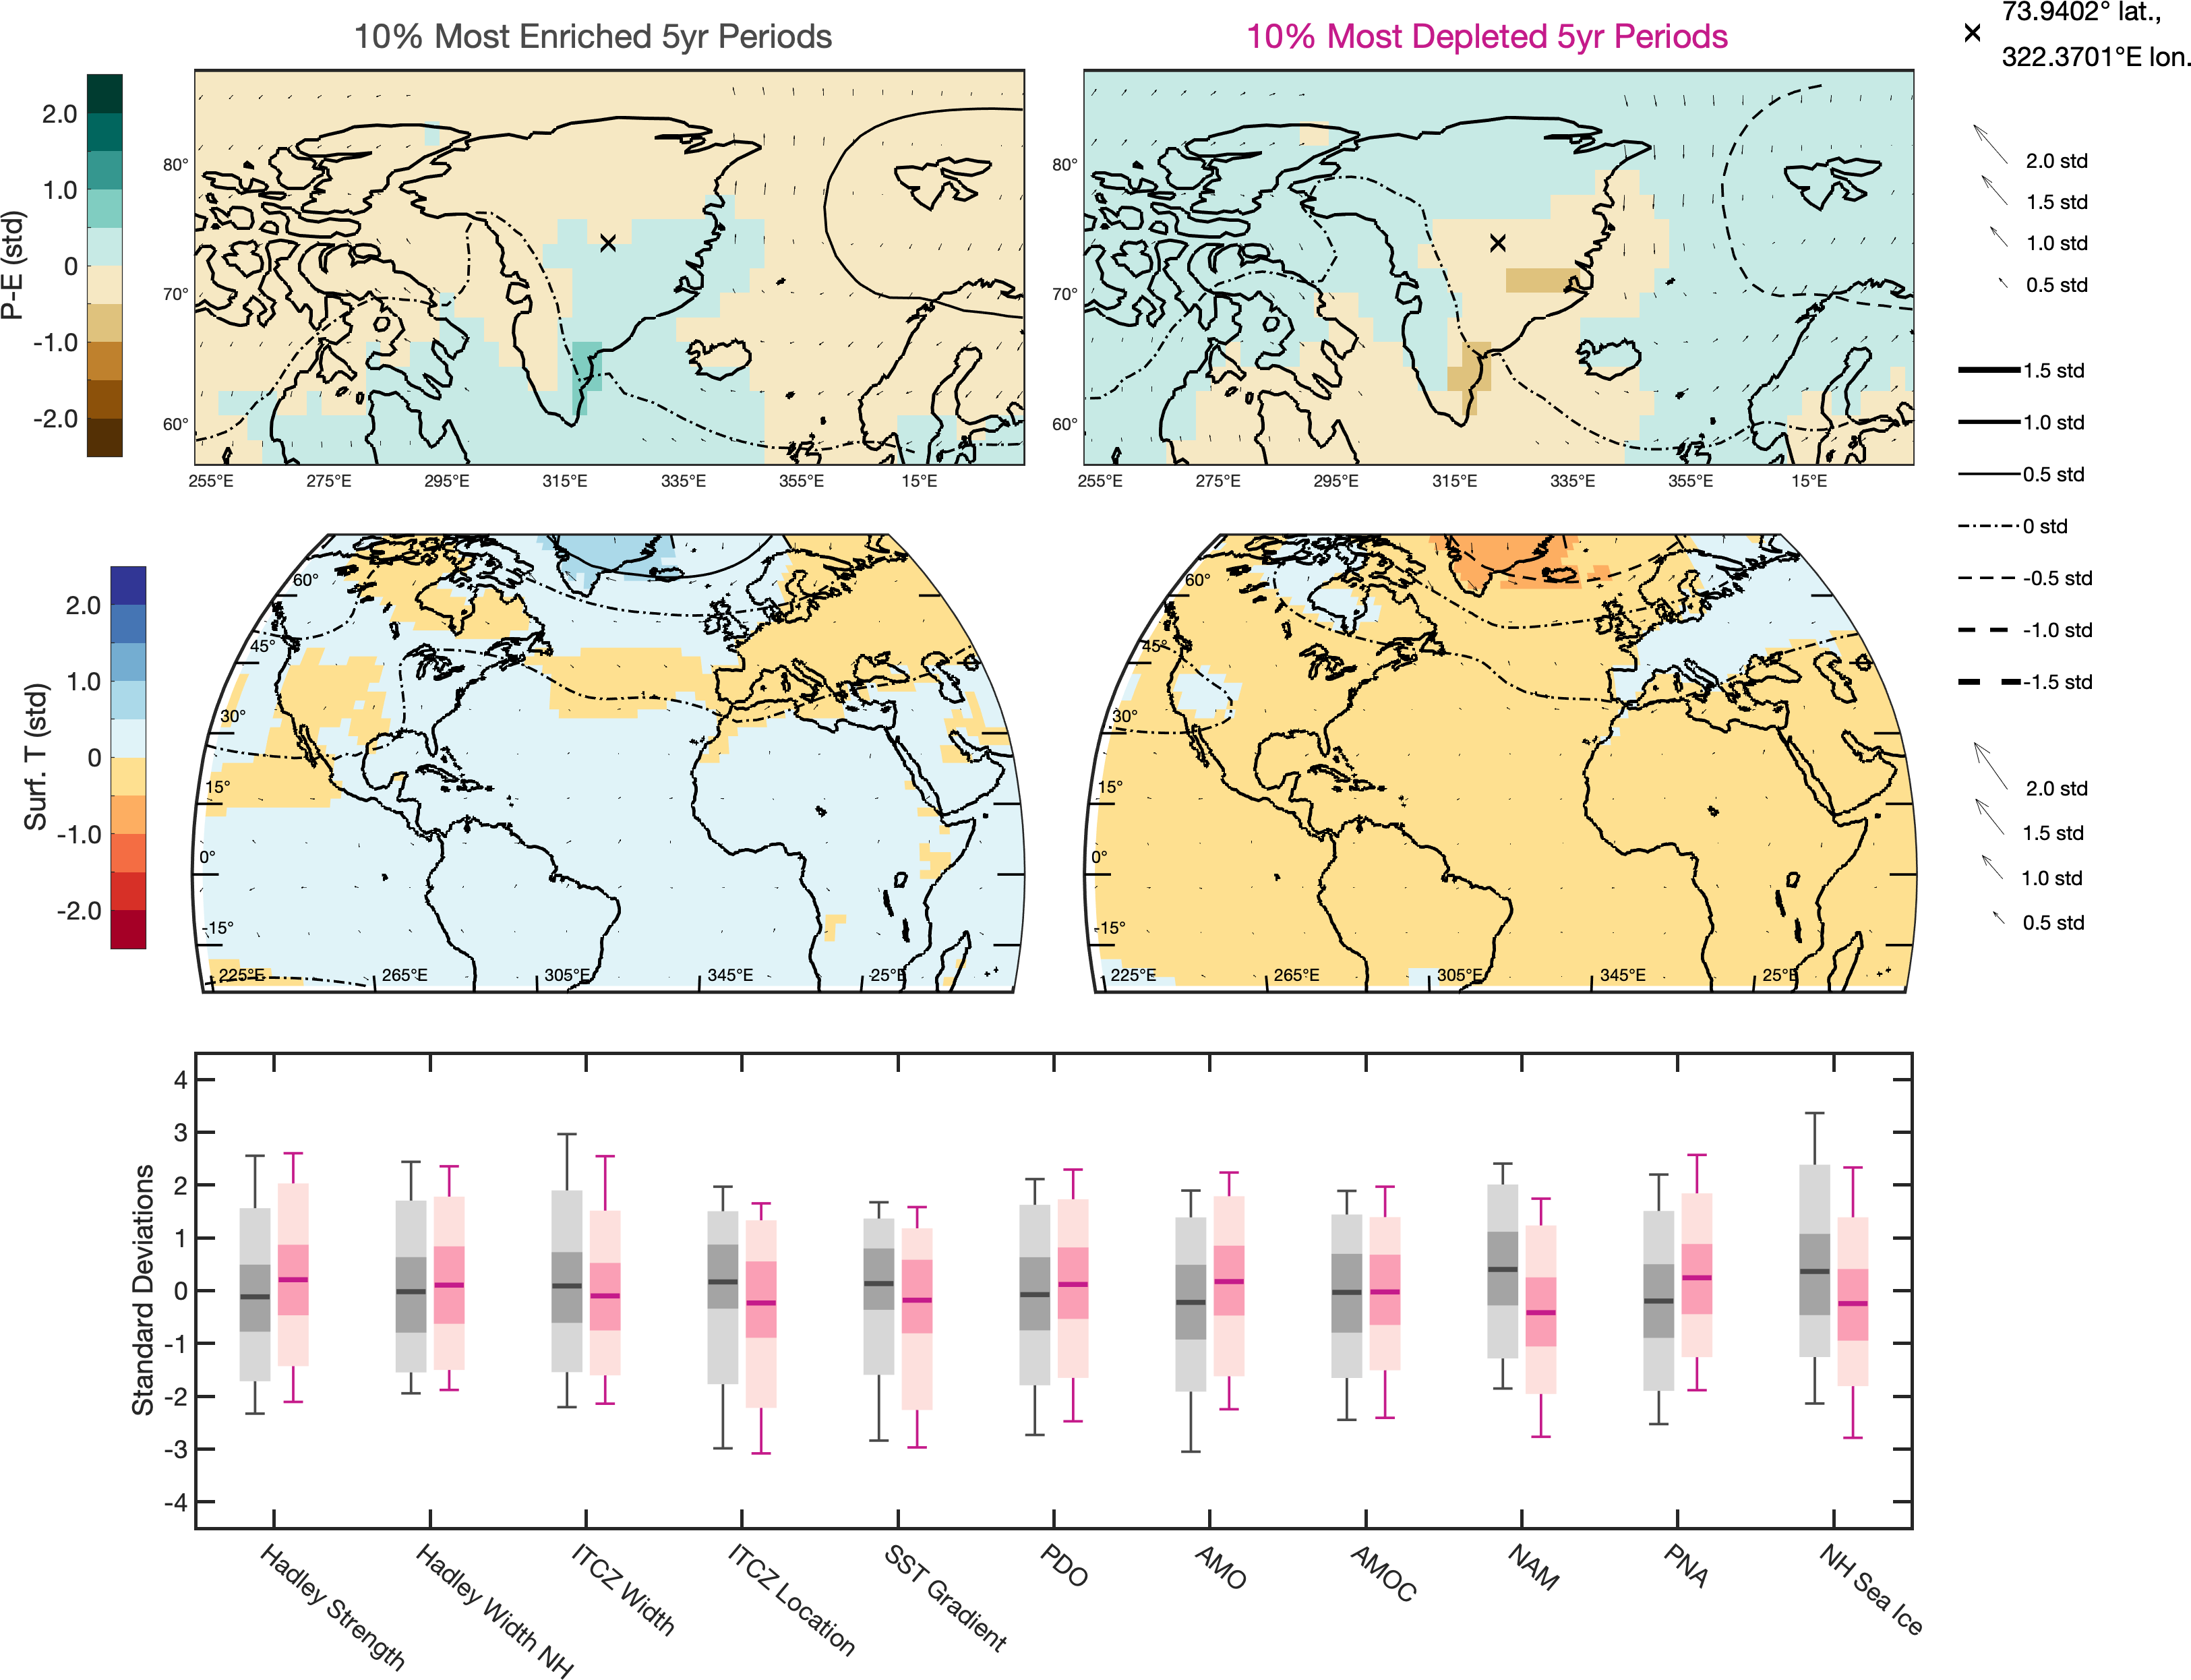 10% Most Enriched 5yr Periods
10% Most Depleted 5yr Periods
73.9402° lat.,
322.3701°E lon.
P-E (std)
2.0
1.0
0
-1.0
-2.0
80°
70°
60°
255°E 275°E 295°E 315°E 335°E 355°E 15°E
80°
70°
60°
255°E 275°E 295°E 315°E 335°E 355°E 15°E
2.0 std
1.5 std
1.0 std
0.5 std
1.5 std
1.0 std
0.5 std
0 std
-0.5 std
-1.0 std
-1.5 std
Surf. T (std)
2.0
1.0
0
-1.0
-2.0
60°
45°
30°
15°
0°
-15°
225°E 265°E 305°E 345°E 25°E
60°
45°
30°
15°
0°
-15°
225°E 265°E 305°E 345°E 25°E
2.0 std
1.5 std
1.0 std
0.5 std
Standard Deviations
4
3
2
1
0
-1
-2
-3
-4
Hadley Strength
Hadley Width NH
ITCZ Width
ITCZ Location
SST Gradient
PDO
AMO
AMOC
NAM
PNA
NH Sea Ice